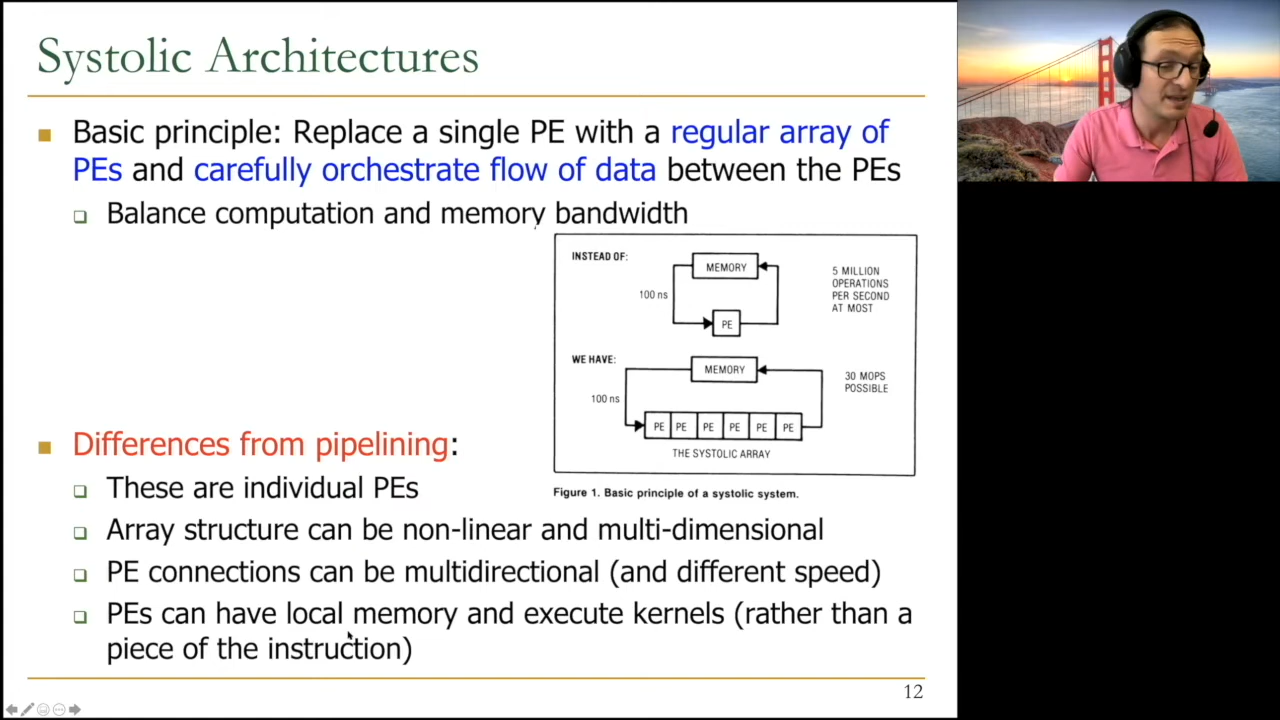 Systolic Architectures
Basic principle: Replace a single PE with a regular array of
PEs and carefully orchestrate flow of data between the PEs
Balance computation and memory bandwidth
INSTEAD OF:
MEMORY
100 ns
PE
5 MILLION
OPERATIONS
PER SECOND
AT MOST
WE HAVE:
MEMORY
100 ns
30 MOPS
POSSIBLE
PE PE PE PE PE PE
THE SYSTOLIC ARRAY
Figure 1. Basic principle of a systolic system.
Differences from pipelining:
These are individual PEs
Array structure can be non-linear and multi-dimensional
PE connections can be multidirectional (and different speed)
PEs can have local memory and execute kernels (rather than a
piece of the instruction)
12